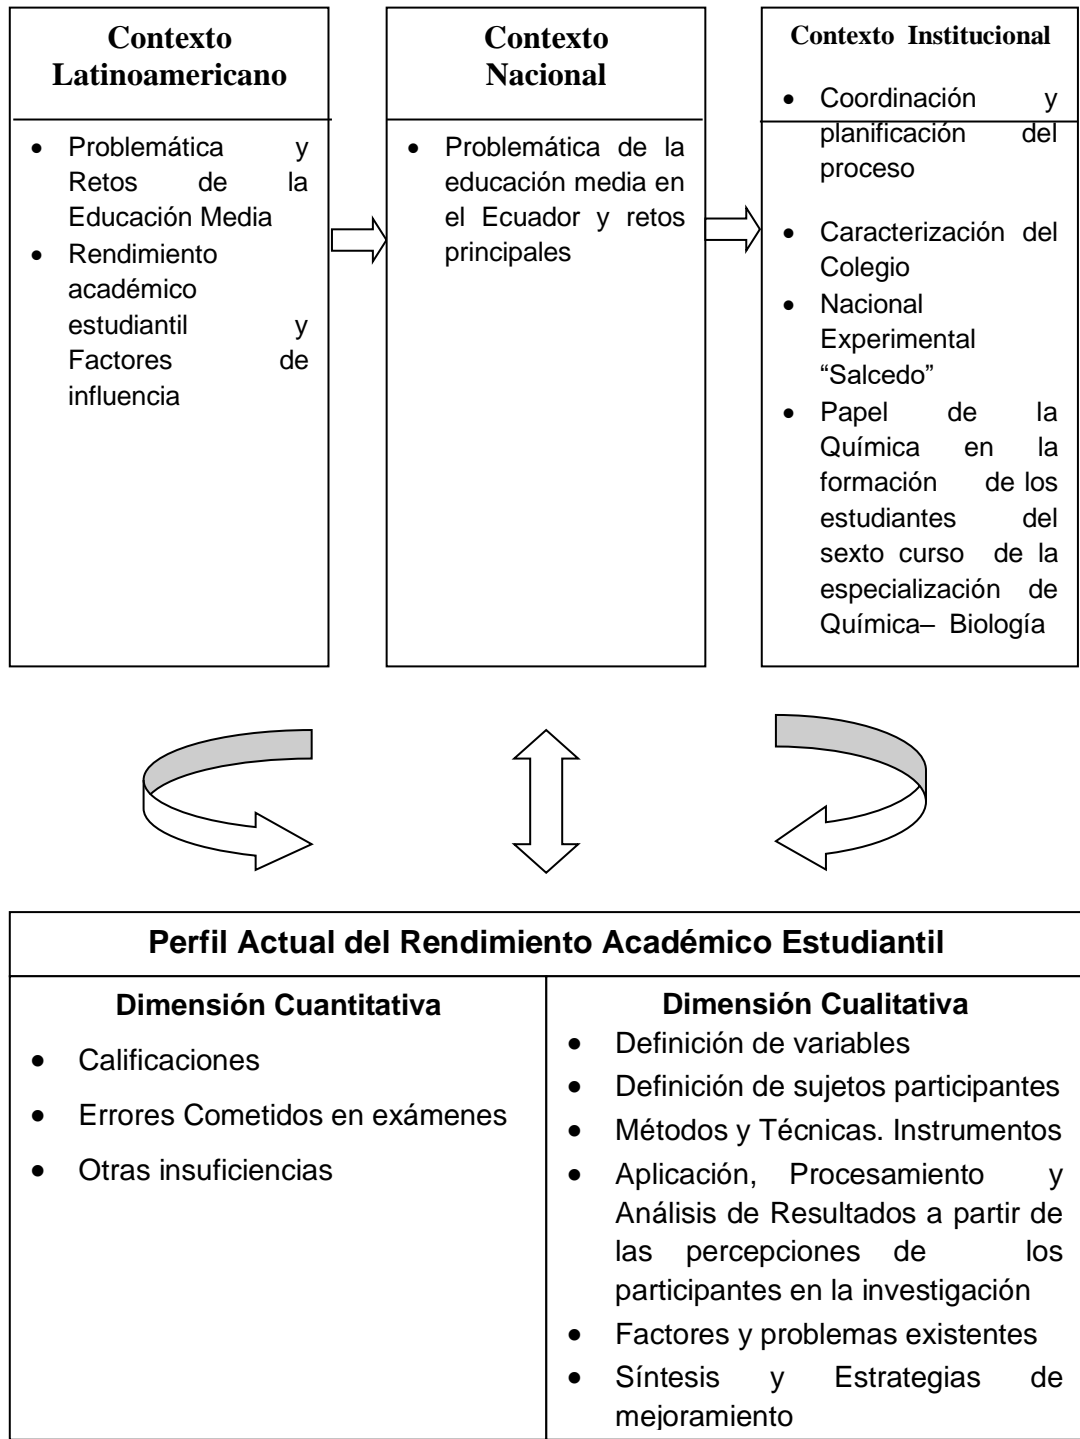 Contexto
Latinoamericano
• Problemática y
Retos de la
Educación Media
• Rendimiento
académico
estudiantil y
Factores de
influencia
Contexto
Nacional
• Problemática de la
educación media en
el Ecuador y retos
principales
Contexto Institucional
• Coordinación y
planificación del
proceso
• Caracterización del
Colegio
• Nacional
Experimental
“Salcedo”
• Papel de la
Química en la
formación de los
estudiantes del
sexto curso de la
especialización de
Química– Biología
Perfil Actual del Rendimiento Académico Estudiantil
Dimensión Cuantitativa
• Calificaciones
• Errores Cometidos en exámenes
• Otras insuficiencias
Dimensión Cualitativa
• Definición de variables
• Definición de sujetos participantes
• Métodos y Técnicas. Instrumentos
• Aplicación, Procesamiento y
Análisis de Resultados a partir de
las percepciones de los
participantes en la investigación
• Factores y problemas existentes
• Síntesis y Estrategias de
mejoramiento